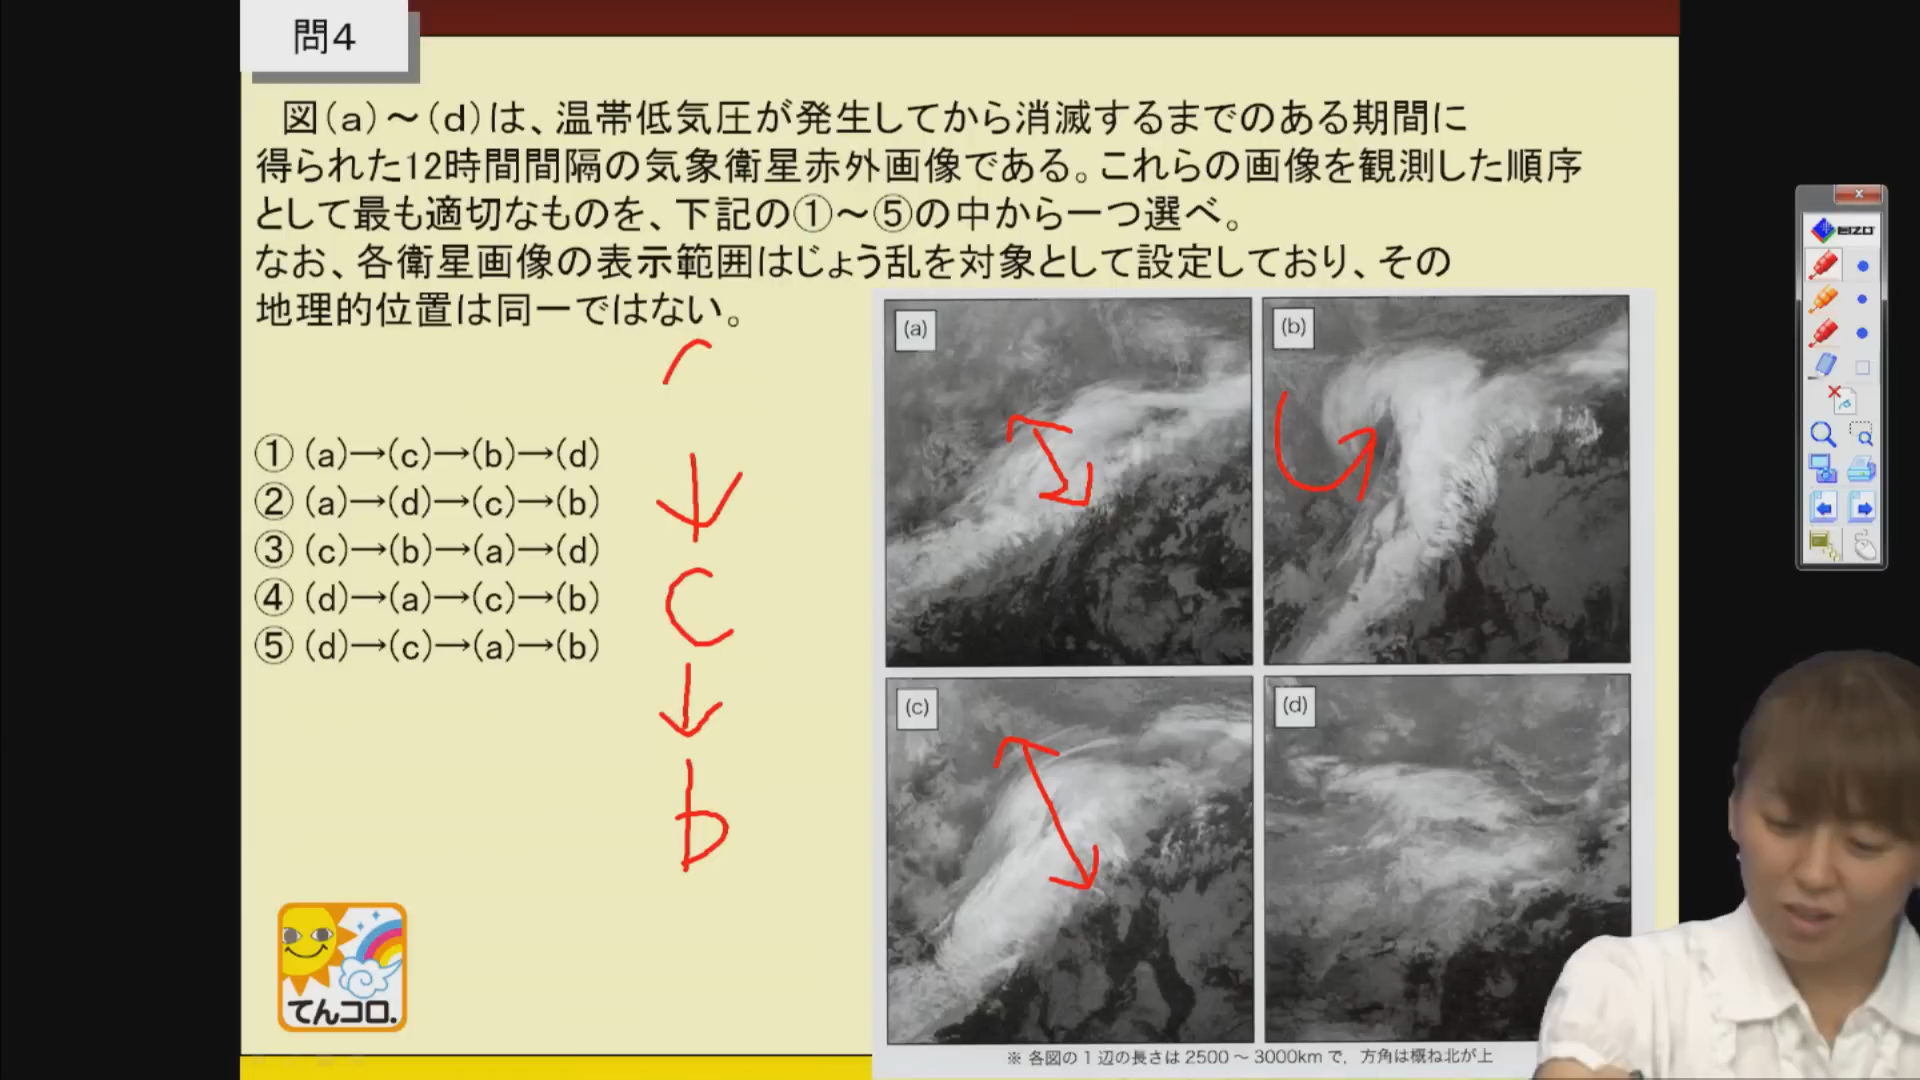 問4
図(a)～(d)は、温帯低気圧が発生してから消滅するまでのある期間に
得られた12時間間隔の気象衛星赤外画像である。これらの画像を観測した順序
として最も適切なものを、下記の①～⑤の中から一つ選べ。
なお、各衛星画像の表示範囲はじょう乱を対象として設定しており、その
地理的位置は同一ではない。
① (a)→(c)→(b)→(d)
② (a)→(d)→(c)→(b)
③ (c)→(b)→(a)→(d)
④ (d)→(a)→(c)→(b)
⑤ (d)→(c)→(a)→(b)
↓
C
↓
b
(a)
(b)
(c)
(d)
※ 各図の1辺の長さは2500～3000kmで，方角は概ね北が上
てんコロ.
EIZO